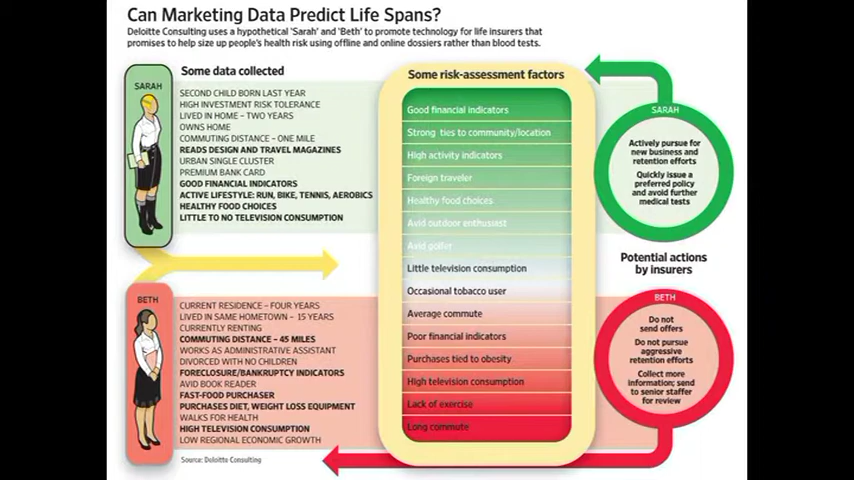 Can Marketing Data Predict Life Spans?
Deloitte Consulting uses a hypothetical 'Sarah' and 'Beth' to promote technology for life insurers that
promises to help size up people's health risk using offline and online dossiers rather than blood tests.
SARAH
Some data collected
SECOND CHILD BORN LAST YEAR
HIGH INVESTMENT RISK TOLERANCE
LIVED IN HOME – TWO YEARS
OWNS HOME
COMMUTING DISTANCE – ONE MILE
READS DESIGN AND TRAVEL MAGAZINES
URBAN SINGLE CLUSTER
PREMIUM BANK CARD
GOOD FINANCIAL INDICATORS
ACTIVE LIFESTYLE: RUN, BIKE, TENNIS, AEROBICS
HEALTHY FOOD CHOICES
LITTLE TO NO TELEVISION CONSUMPTION
BETH
CURRENT RESIDENCE – FOUR YEARS
LIVED IN SAME HOMETOWN – 15 YEARS
CURRENTLY RENTING
COMMUTING DISTANCE – 45 MILES
WORKS AS ADMINISTRATIVE ASSISTANT
DIVORCED WITH NO CHILDREN
FORECLOSURE/BANKRUPTCY INDICATORS
AVID BOOK READER
FAST-FOOD PURCHASER
PURCHASES DIET, WEIGHT LOSS EQUIPMENT
WALKS FOR HEALTH
HIGH TELEVISION CONSUMPTION
LOW REGIONAL ECONOMIC GROWTH
Source: Deloitte Consulting
Some risk-assessment factors
Good financial indicators
Strong ties to community/location
High activity indicators
Foreign traveler
Healthy food choices
Avid outdoor enthusiast
Avid golfer
Little television consumption
Occasional tobacco user
Average commute
Poor financial indicators
Purchases tied to obesity
High television consumption
Lack of exercise
Long commute
SARAH
Actively pursue for
new business and
retention efforts
Quickly issue a
preferred policy
and avoid further
medical tests
Potential actions
by insurers
BETH
Do not
send offers
Do not pursue
aggressive
retention efforts
Collect more
information; send
to senior staffer
for review